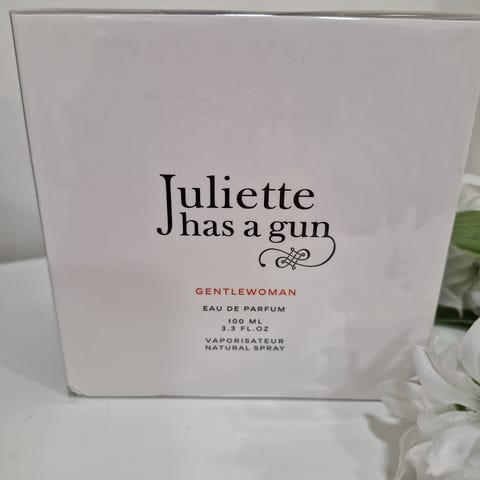 Juliette
has a gun
GENTLEWOMAN
EAU DE PARFUM
100 ML
3.3 FL.OZ
VAPORISATEUR
NATURAL SPRAY